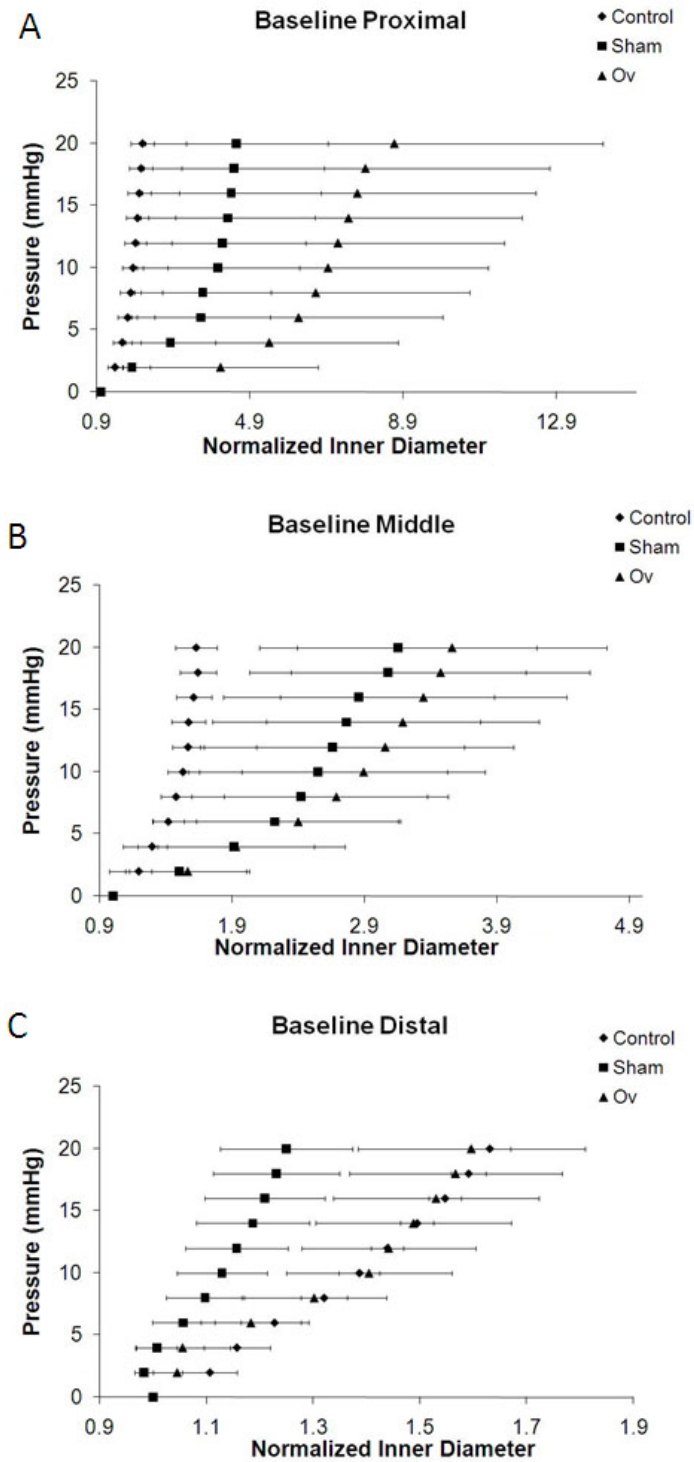 A
Baseline Proximal
Control
Sham
Ov
Pressure (mmHg)
25
20
15
10
5
0
0.9 4.9 8.9 12.9
Normalized Inner Diameter
B
Baseline Middle
Control
Sham
Ov
Pressure (mmHg)
25
20
15
10
5
0
0.9 1.9 2.9 3.9 4.9
Normalized Inner Diameter
C
Baseline Distal
Control
Sham
Ov
Pressure (mmHg)
25
20
15
10
5
0
0.9 1.1 1.3 1.5 1.7 1.9
Normalized Inner Diameter